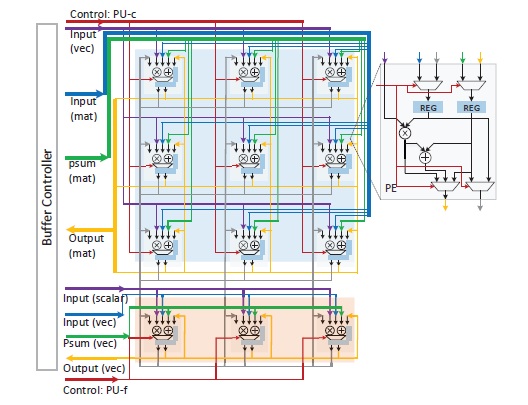 Control: PU-c
Input
(vec)
Input
(mat)
psum
(mat)
Output
(mat)
Input (scalar)
Input (vec)
Psum (vec)
Output (vec)
Control: PU-f
Buffer Controller
REG
REG
PE